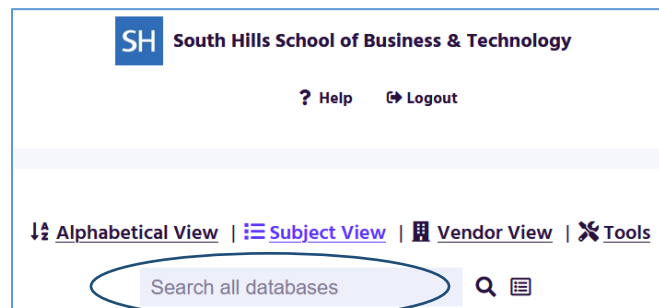 SH South Hills School of Business & Technology
? Help Logout
Alphabetical View | Subject View | Vendor View | Tools
Search all databases